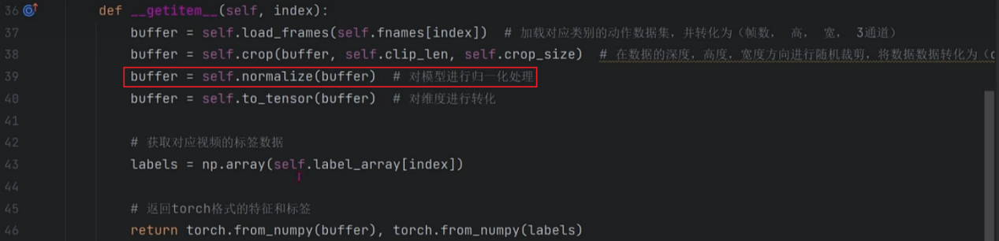 36 def __getitem__(self, index):
37 buffer = self.load_frames(self.fnames[index]) # 加载对应类别的动作数据集，并转化为（帧数， 高， 宽， 3通道）
38 buffer = self.crop(buffer, self.clip_len, self.crop_size) # 在数据的深度，高度，宽度方向进行随机裁剪，将数据数据转化为（c
39 buffer = self.normalize(buffer) # 对模型进行归一化处理
40 buffer = self.to_tensor(buffer) # 对维度进行转化
41
42 # 获取对应视频的标签数据
43 labels = np.array(self.label_array[index])
44
45 # 返回torch格式的特征和标签
46 return torch.from_numpy(buffer), torch.from_numpy(labels)